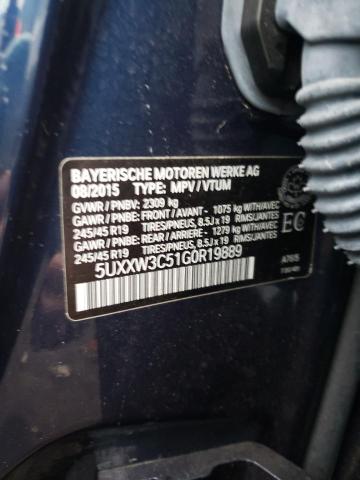 BAYERISCHE MOTOREN WERKE AG
08/2015 TYPE: MPV / VTUM
GVWR / PNBV: 2309 kg
GAWR / PNBE: FRONT / AVANT - 1075 kg WITH/AVEC
245/45 R19 TIRES/PNEUS, 8.5J x 19 RIMS/JANTES
GAWR / PNBE: REAR / ARRIERE - 1279 kg WITH/AVEC
245/45 R19 TIRES/PNEUS, 8.5J x 19 RIMS/JANTES
EC
5UXXW3C51G0R19889
A76/5